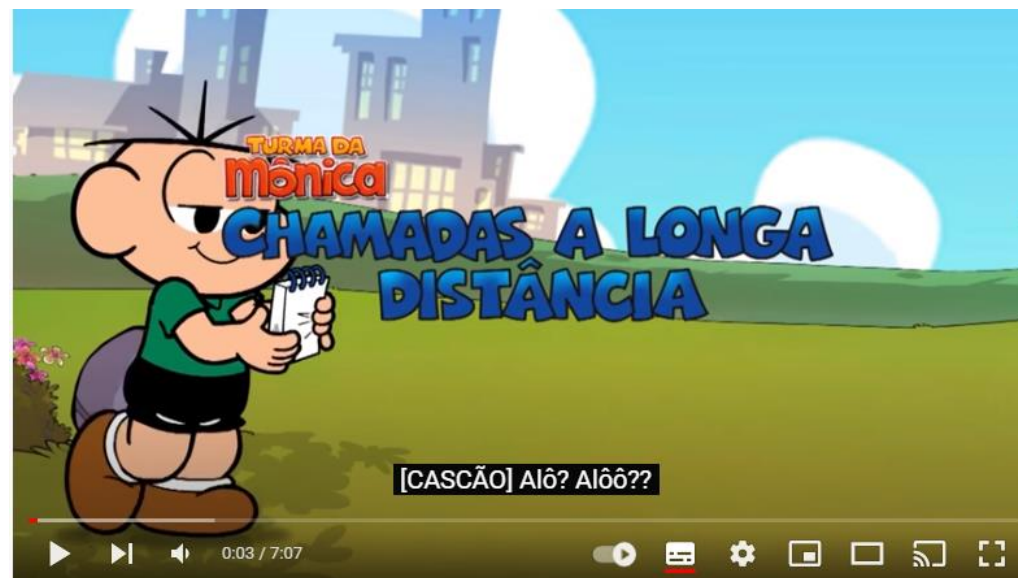 TURMA DA
Mônica
CHAMADAS A LONGA
DISTÂNCIA
[CASCÃO] Alô? Alôô??
0:03 / 7:07